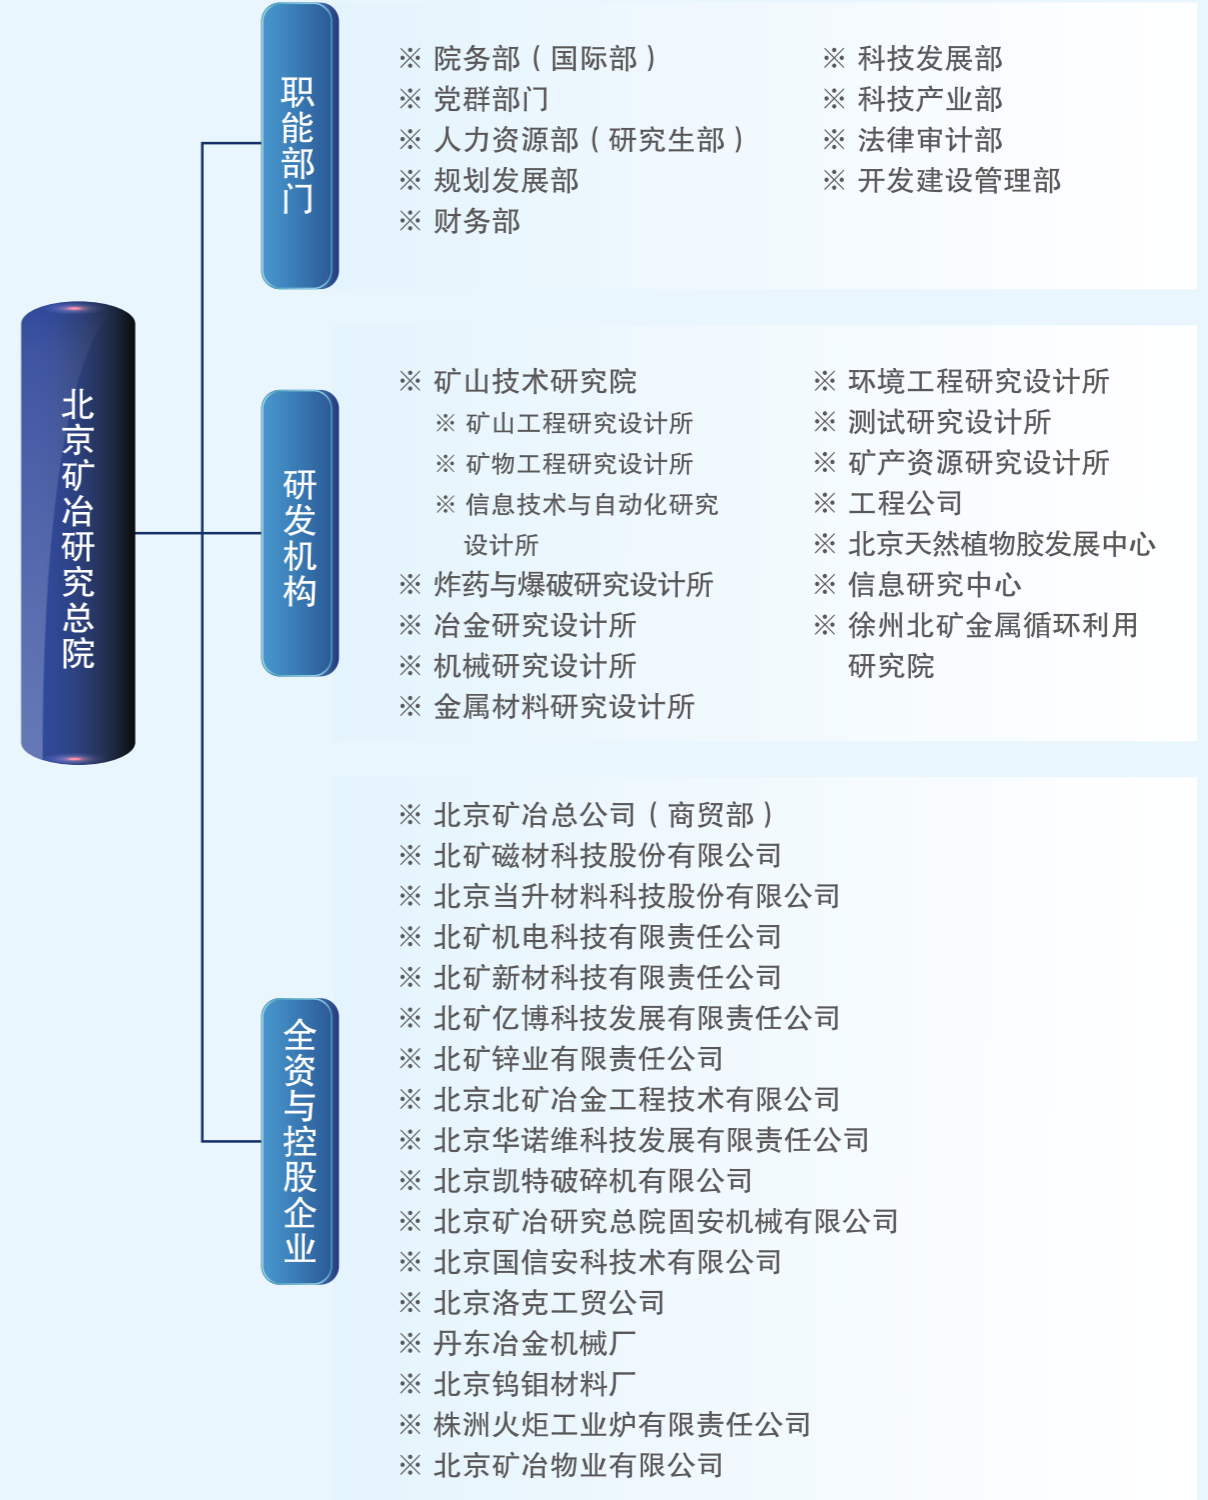 北京矿冶研究总院
职能部门
※ 院务部（国际部）
※ 党群部门
※ 人力资源部（研究生部）
※ 规划发展部
※ 财务部
※ 科技发展部
※ 科技产业部
※ 法律审计部
※ 开发建设管理部
研发机构
※ 矿山技术研究院
※ 矿山工程研究设计所
※ 矿物工程研究设计所
※ 信息技术与自动化研究
设计所
※ 炸药与爆破研究设计所
※ 冶金研究设计所
※ 机械研究设计所
※ 金属材料研究设计所
※ 环境工程研究设计所
※ 测试研究设计所
※ 矿产资源研究设计所
※ 工程公司
※ 北京天然植物胶发展中心
※ 信息研究中心
※ 徐州北矿金属循环利用
研究院
全资与控股企业
※ 北京矿冶总公司（商贸部）
※ 北矿磁材科技股份有限公司
※ 北京当升材料科技股份有限公司
※ 北矿机电科技有限责任公司
※ 北矿新材科技有限责任公司
※ 北矿亿博科技发展有限责任公司
※ 北矿锌业有限责任公司
※ 北京北矿冶金工程技术有限公司
※ 北京华诺维科技发展有限责任公司
※ 北京凯特破碎机有限公司
※ 北京矿冶研究总院固安机械有限公司
※ 北京国信安科技术有限公司
※ 北京洛克工贸公司
※ 丹东冶金机械厂
※ 北京钨钼材料厂
※ 株洲火炬工业炉有限责任公司
※ 北京矿冶物业有限公司